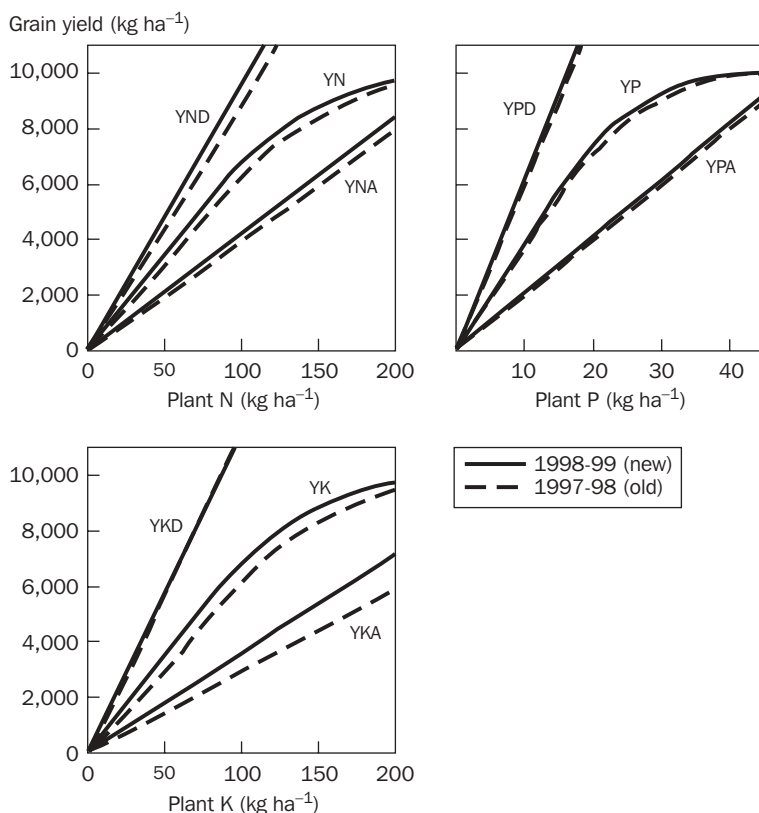 Grain yield (kg ha⁻¹)
10,000
8,000
6,000
4,000
2,000
0
YND
YN
YNA
0 50 100 150 200
Plant N (kg ha⁻¹)
YPD
YP
YPA
10 20 30 40
Plant P (kg ha⁻¹)
10,000
8,000
6,000
4,000
2,000
0
YKD
YK
YKA
0 50 100 150 200
Plant K (kg ha⁻¹)
1998-99 (new)
1997-98 (old)